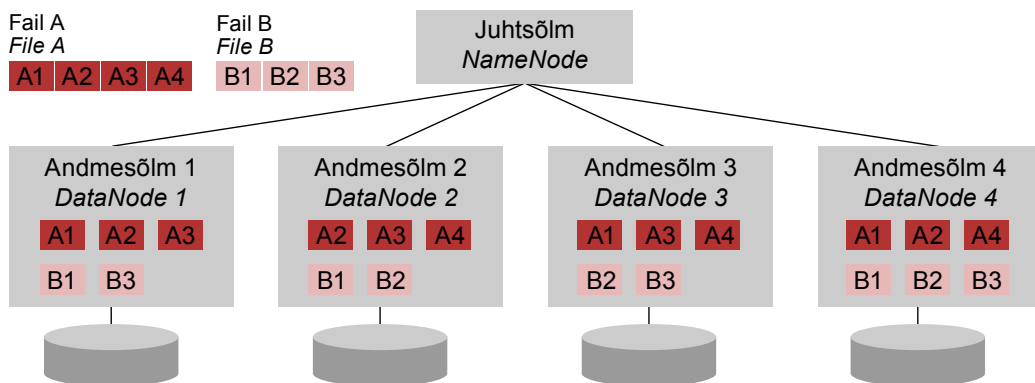 Fail A
File A
A1 A2 A3 A4
Fail B
File B
B1 B2 B3
Juhtsõlm
NameNode
Andmesõlm 1
DataNode 1
A1 A2 A3
B1 B3
Andmesõlm 2
DataNode 2
A2 A3 A4
B1 B2
Andmesõlm 3
DataNode 3
A1 A3 A4
B2 B3
Andmesõlm 4
DataNode 4
A1 A2 A4
B1 B2 B3